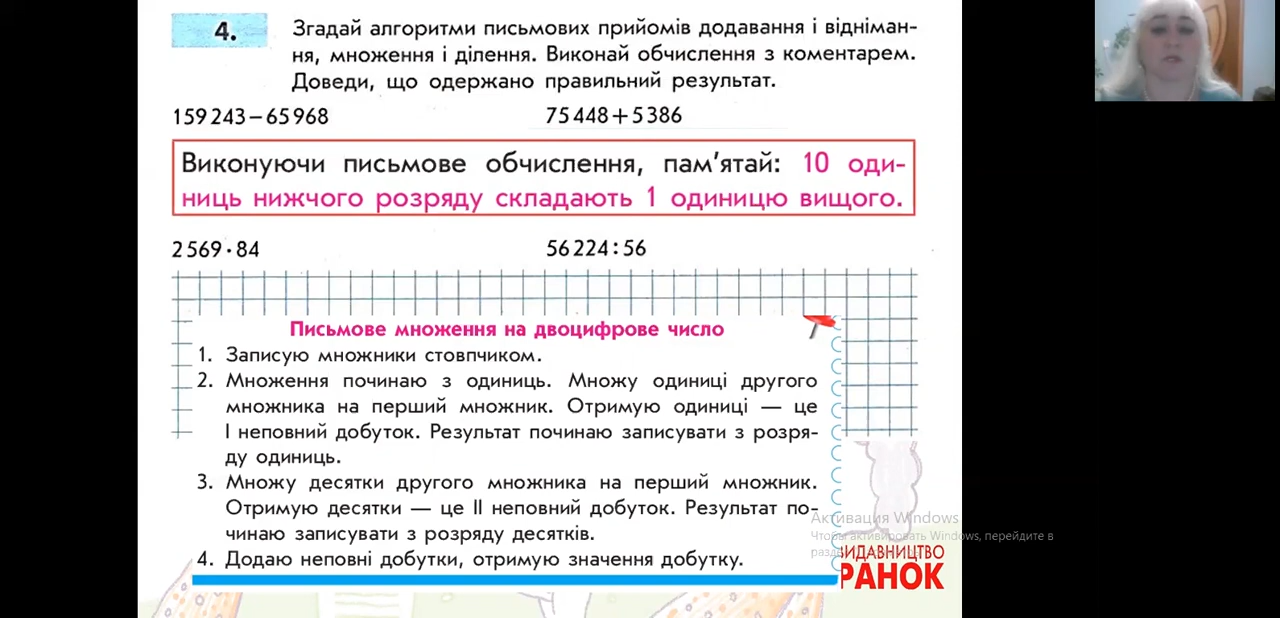 4.
Згадай алгоритми письмових прийомів додавання і віднiман-
ня, множення і ділення. Виконай обчислення з коментарем.
Доведи, що одержано правильний результат.
159 243 – 65 968
75 448 + 5 386
Виконуючи письмове обчислення, пам’ятай: 10 оди-
ниць нижчого розряду складають 1 одиницю вищого.
2 569 · 84
56 224 : 56
Письмове множення на двоцифрове число
1. Записую множники стовпчиком.
2. Множення починаю з одиниць. Множу одиниці другого
множника на перший множник. Отримую одиниці — це
I неповний добуток. Результат починаю записувати з розря-
ду одиниць.
3. Множу десятки другого множника на перший множник.
Отримую десятки — це II неповний добуток. Результат по-
чинаю записувати з розряду десятків.
4. Додаю неповні добутки, отримую значення добутку.
Активация Windows
Чтобы активировать Windows, перейдите в
разде
ИДАВНИЦТВО
РАНОК